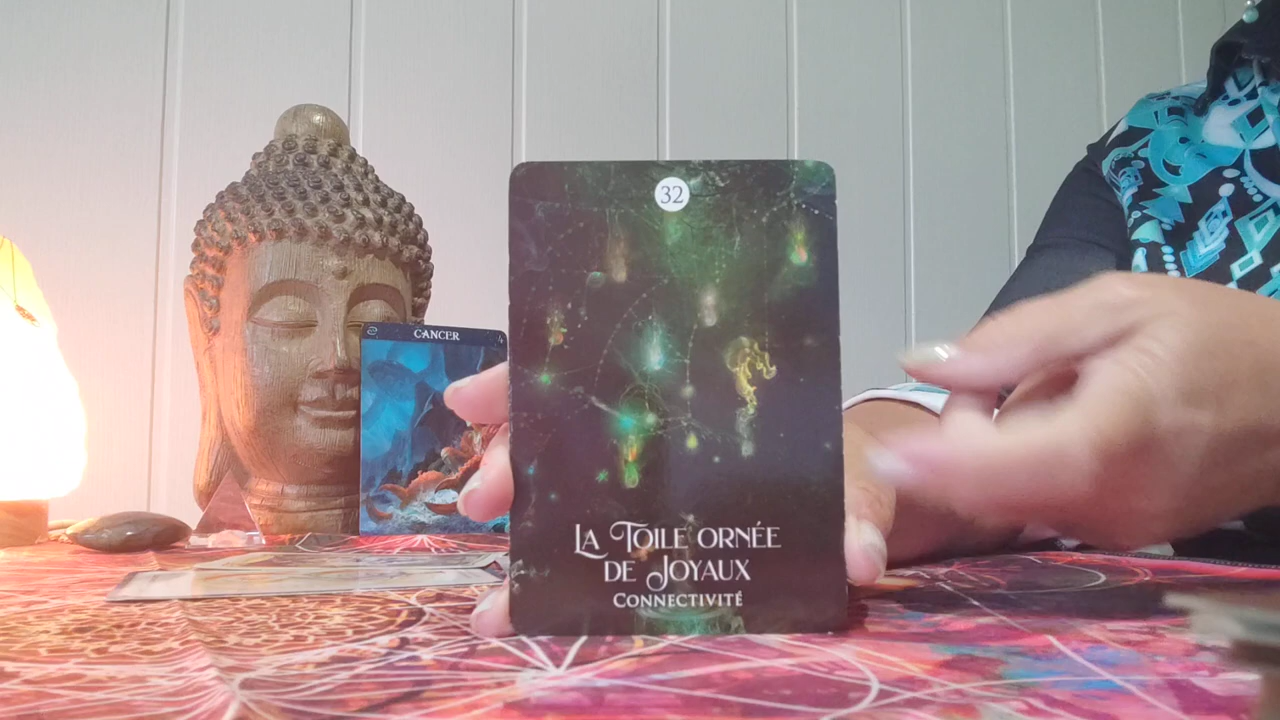 CANCER
32
LA TOILE ORNÉE
DE JOYAUX
CONNECTIVITÉ